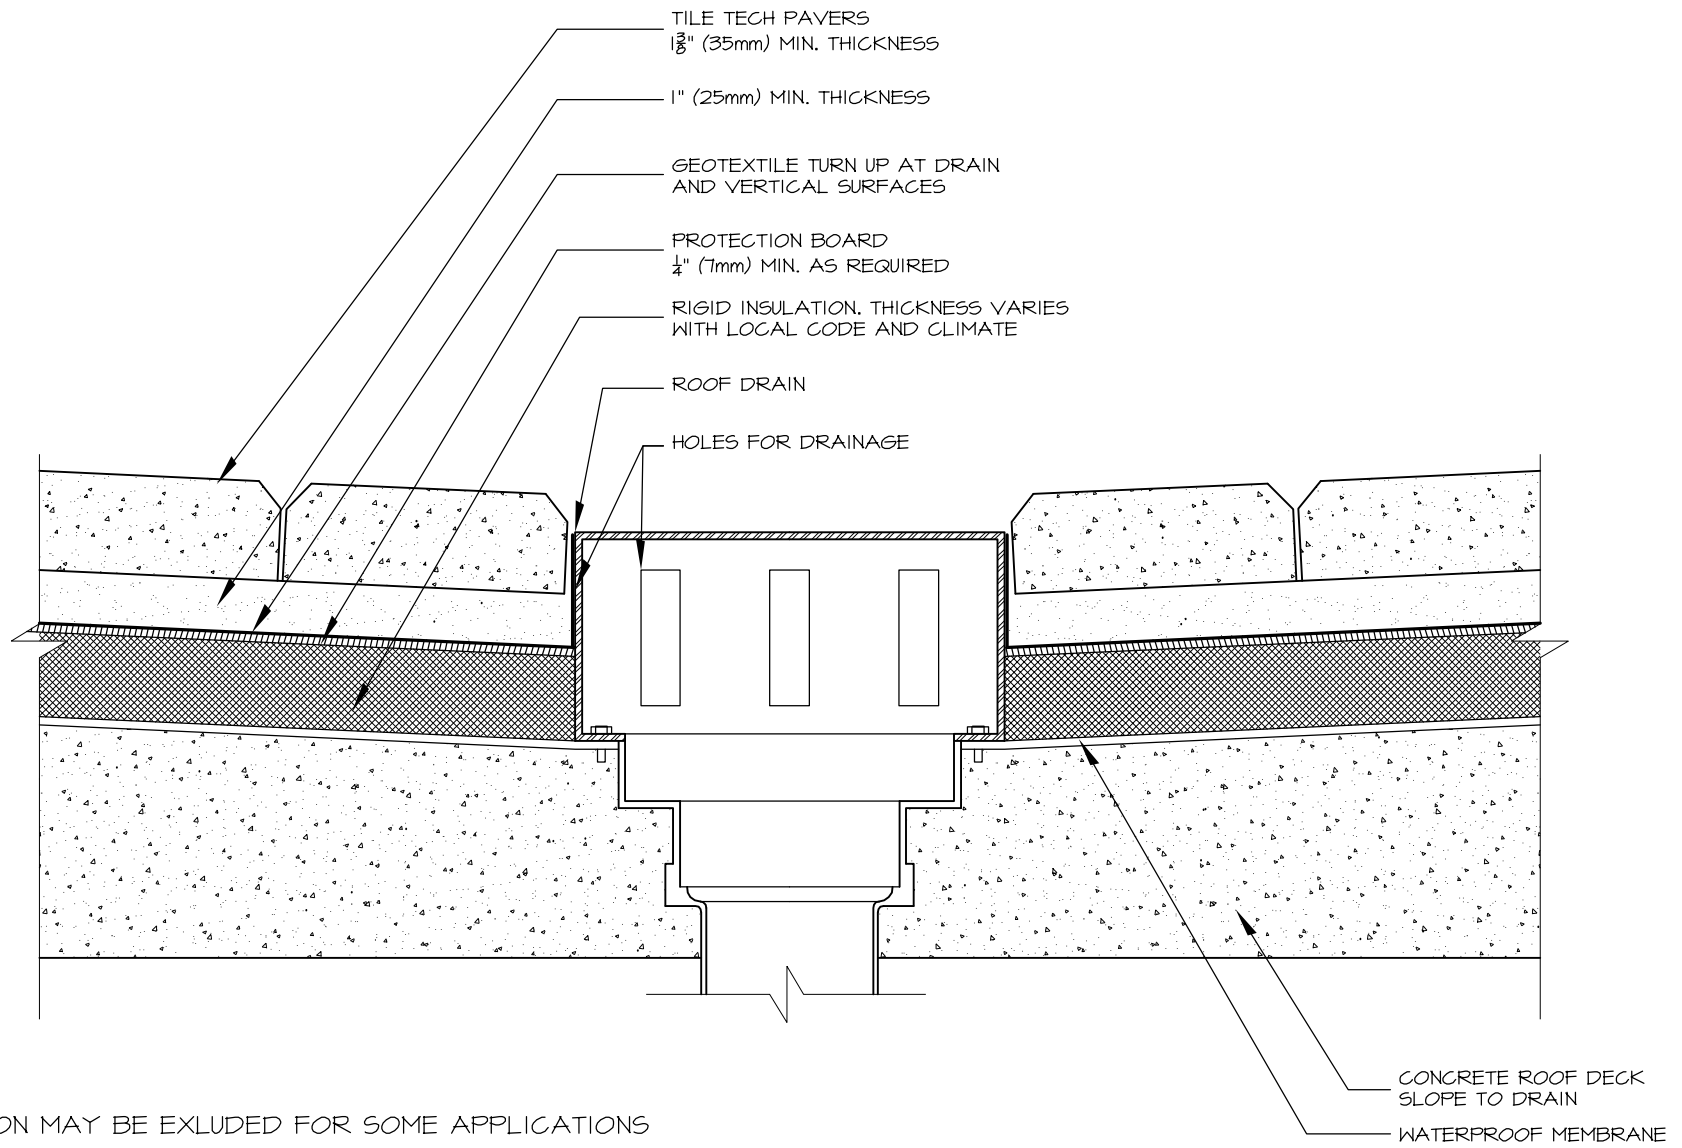 TILE TECH PAVERS
1 3/8" (35mm) MIN. THICKNESS
1" (25mm) MIN. THICKNESS
GEOTEXTILE TURN UP AT DRAIN
AND VERTICAL SURFACES
PROTECTION BOARD
1/4" (7mm) MIN. AS REQUIRED
RIGID INSULATION. THICKNESS VARIES
WITH LOCAL CODE AND CLIMATE
ROOF DRAIN
HOLES FOR DRAINAGE
CONCRETE ROOF DECK
SLOPE TO DRAIN
WATERPROOF MEMBRANE
ON MAY BE EXLUDED FOR SOME APPLICATIONS